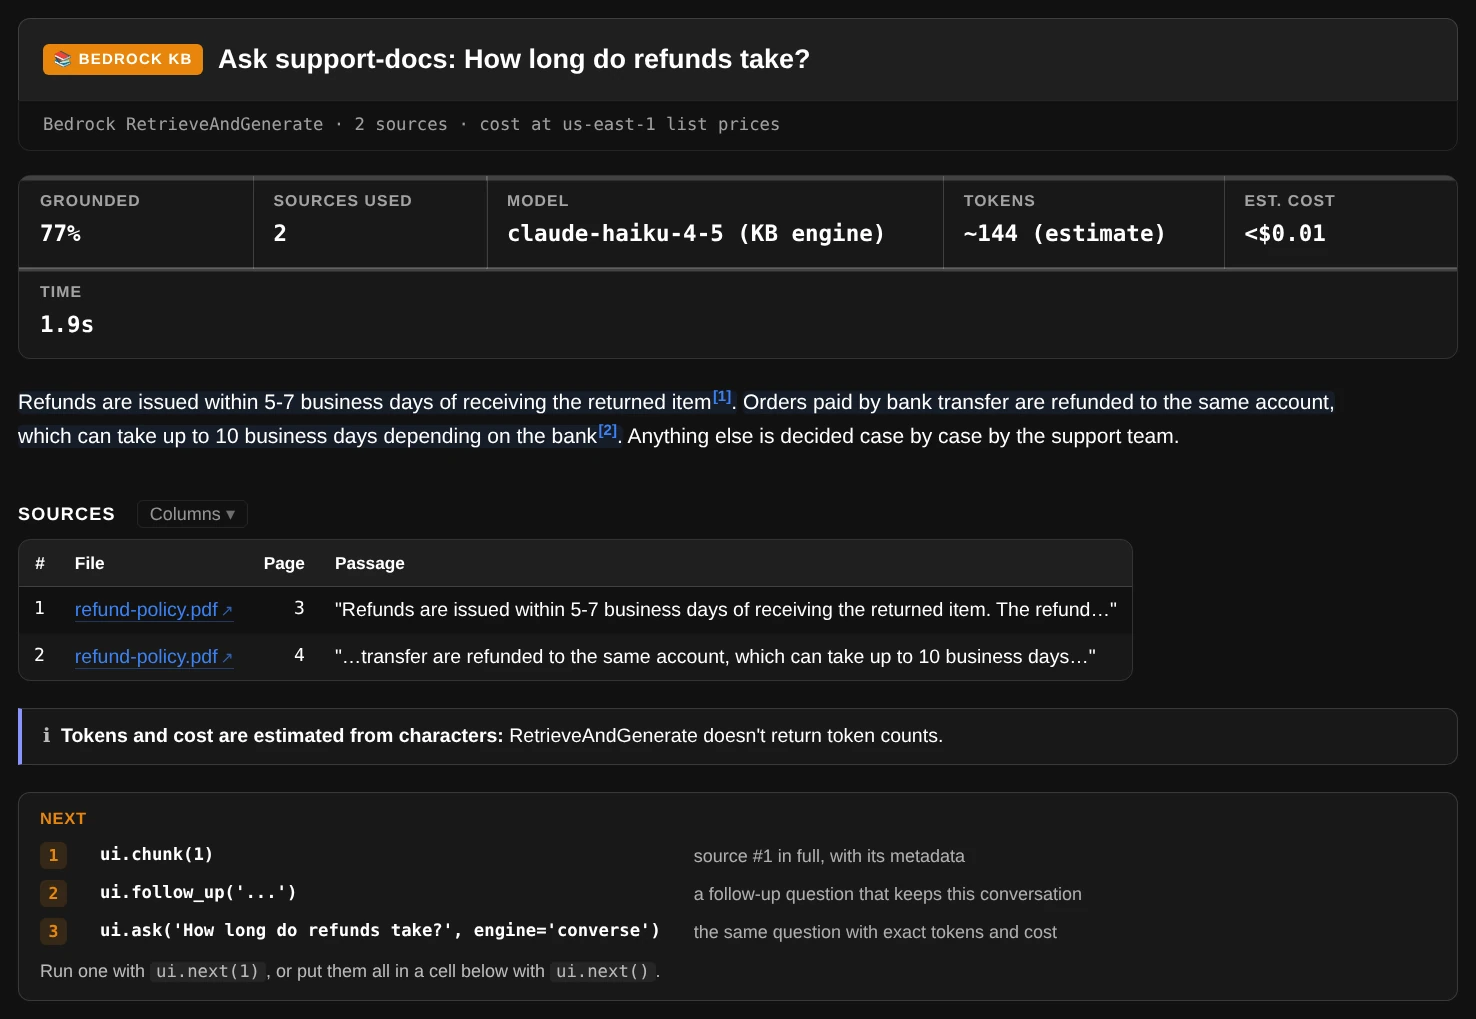 📚 BEDROCK KB Ask support-docs: How long do refunds take?
Bedrock RetrieveAndGenerate · 2 sources · cost at us-east-1 list prices
GROUNDED SOURCES USED MODEL TOKENS EST. COST
77% 2 claude-haiku-4-5 (KB engine) ~144 (estimate) <$0.01
TIME
1.9s
Refunds are issued within 5-7 business days of receiving the returned item[1]. Orders paid by bank transfer are refunded to the same account,
which can take up to 10 business days depending on the bank[2]. Anything else is decided case by case by the support team.
SOURCES Columns ▾
# File Page Passage
1 refund-policy.pdf↗ 3 "Refunds are issued within 5-7 business days of receiving the returned item. The refund…"
2 refund-policy.pdf↗ 4 "…transfer are refunded to the same account, which can take up to 10 business days…"
ℹ Tokens and cost are estimated from characters: RetrieveAndGenerate doesn't return token counts.
NEXT
1 ui.chunk(1) source #1 in full, with its metadata
2 ui.follow_up('...') a follow-up question that keeps this conversation
3 ui.ask('How long do refunds take?', engine='converse') the same question with exact tokens and cost
Run one with ui.next(1), or put them all in a cell below with ui.next().